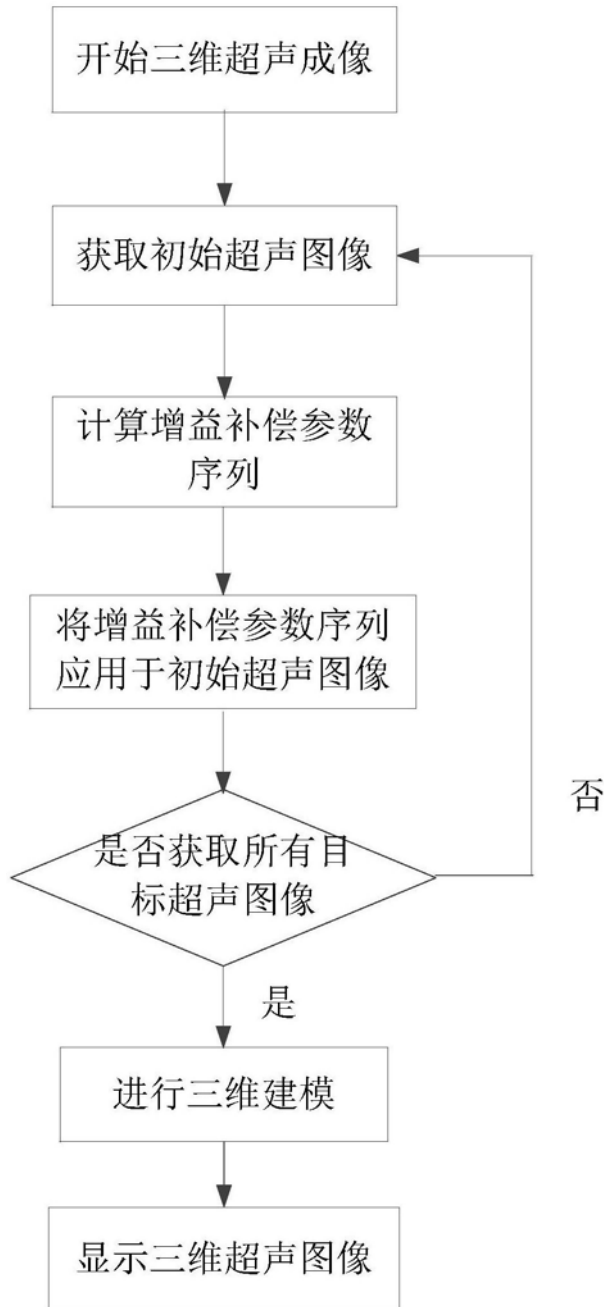 开始三维超声成像
获取初始超声图像
计算增益补偿参数
序列
将增益补偿参数序列
应用于初始超声图像
是否获取所有目
标超声图像
否
是
进行三维建模
显示三维超声图像